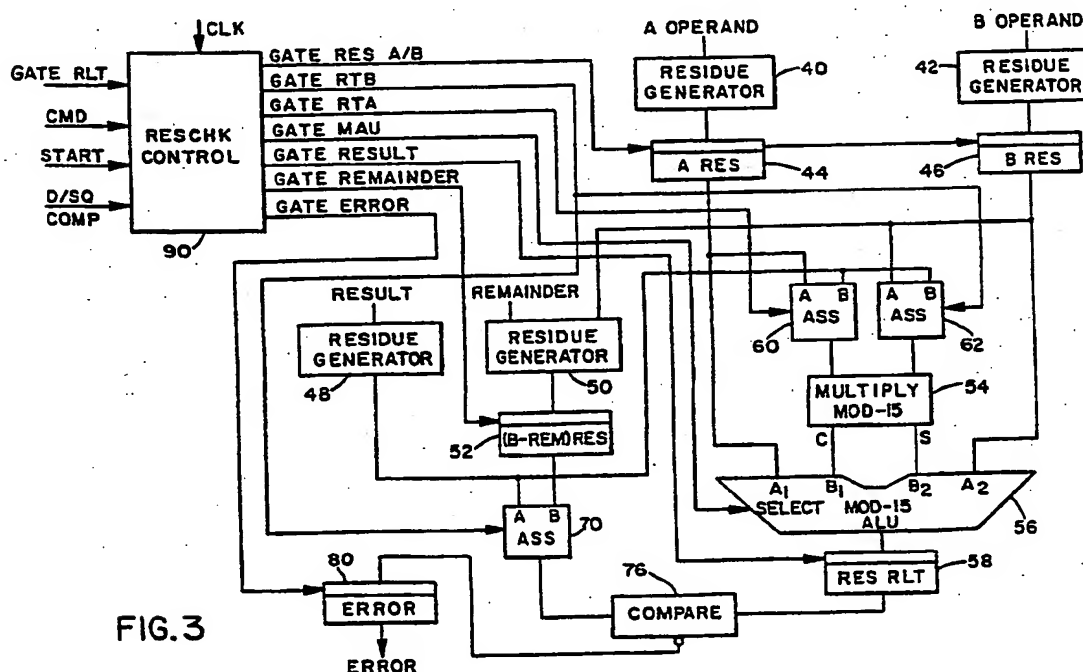 CLK
A OPERAND
B OPERAND
GATE RLT
CMD
START
D/SQ
COMP
RESCHK
CONTROL
90
GATE RES A/B
GATE RTB
GATE RTA
GATE MAU
GATE RESULT
GATE REMAINDER
GATE ERROR
RESIDUE
GENERATOR
40
42
RESIDUE
GENERATOR
A RES
44
46
B RES
RESULT
REMAINDER
RESIDUE
GENERATOR
48
RESIDUE
GENERATOR
50
A B
ASS
60
A B
ASS
62
MULTIPLY
MOD-15
54
52
(B-REM)RES
C
S
A1
B1
B2
A2
SELECT MOD-15
ALU
56
A B
ASS
70
RES RLT
58
76
COMPARE
80
ERROR
ERROR
FIG.3